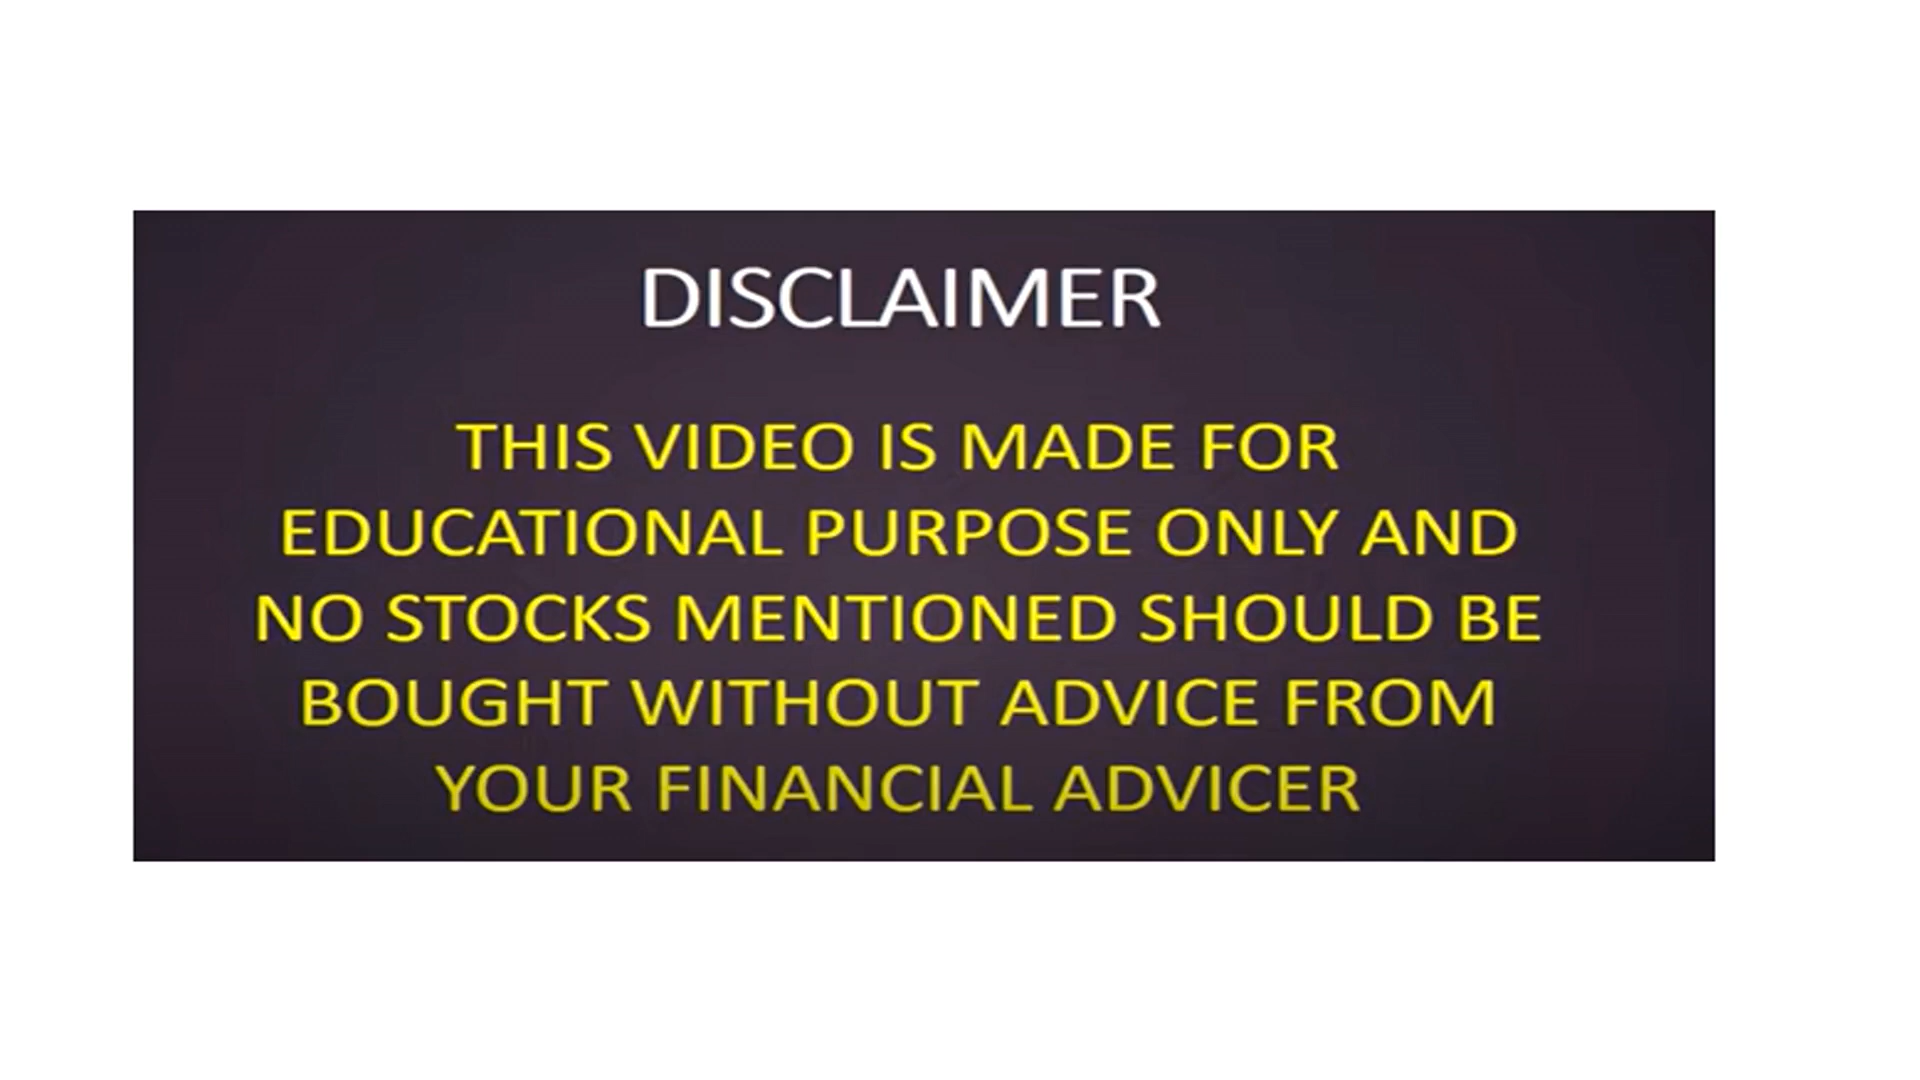 DISCLAIMER
THIS VIDEO IS MADE FOR
EDUCATIONAL PURPOSE ONLY AND
NO STOCKS MENTIONED SHOULD BE
BOUGHT WITHOUT ADVICE FROM
YOUR FINANCIAL ADVICER